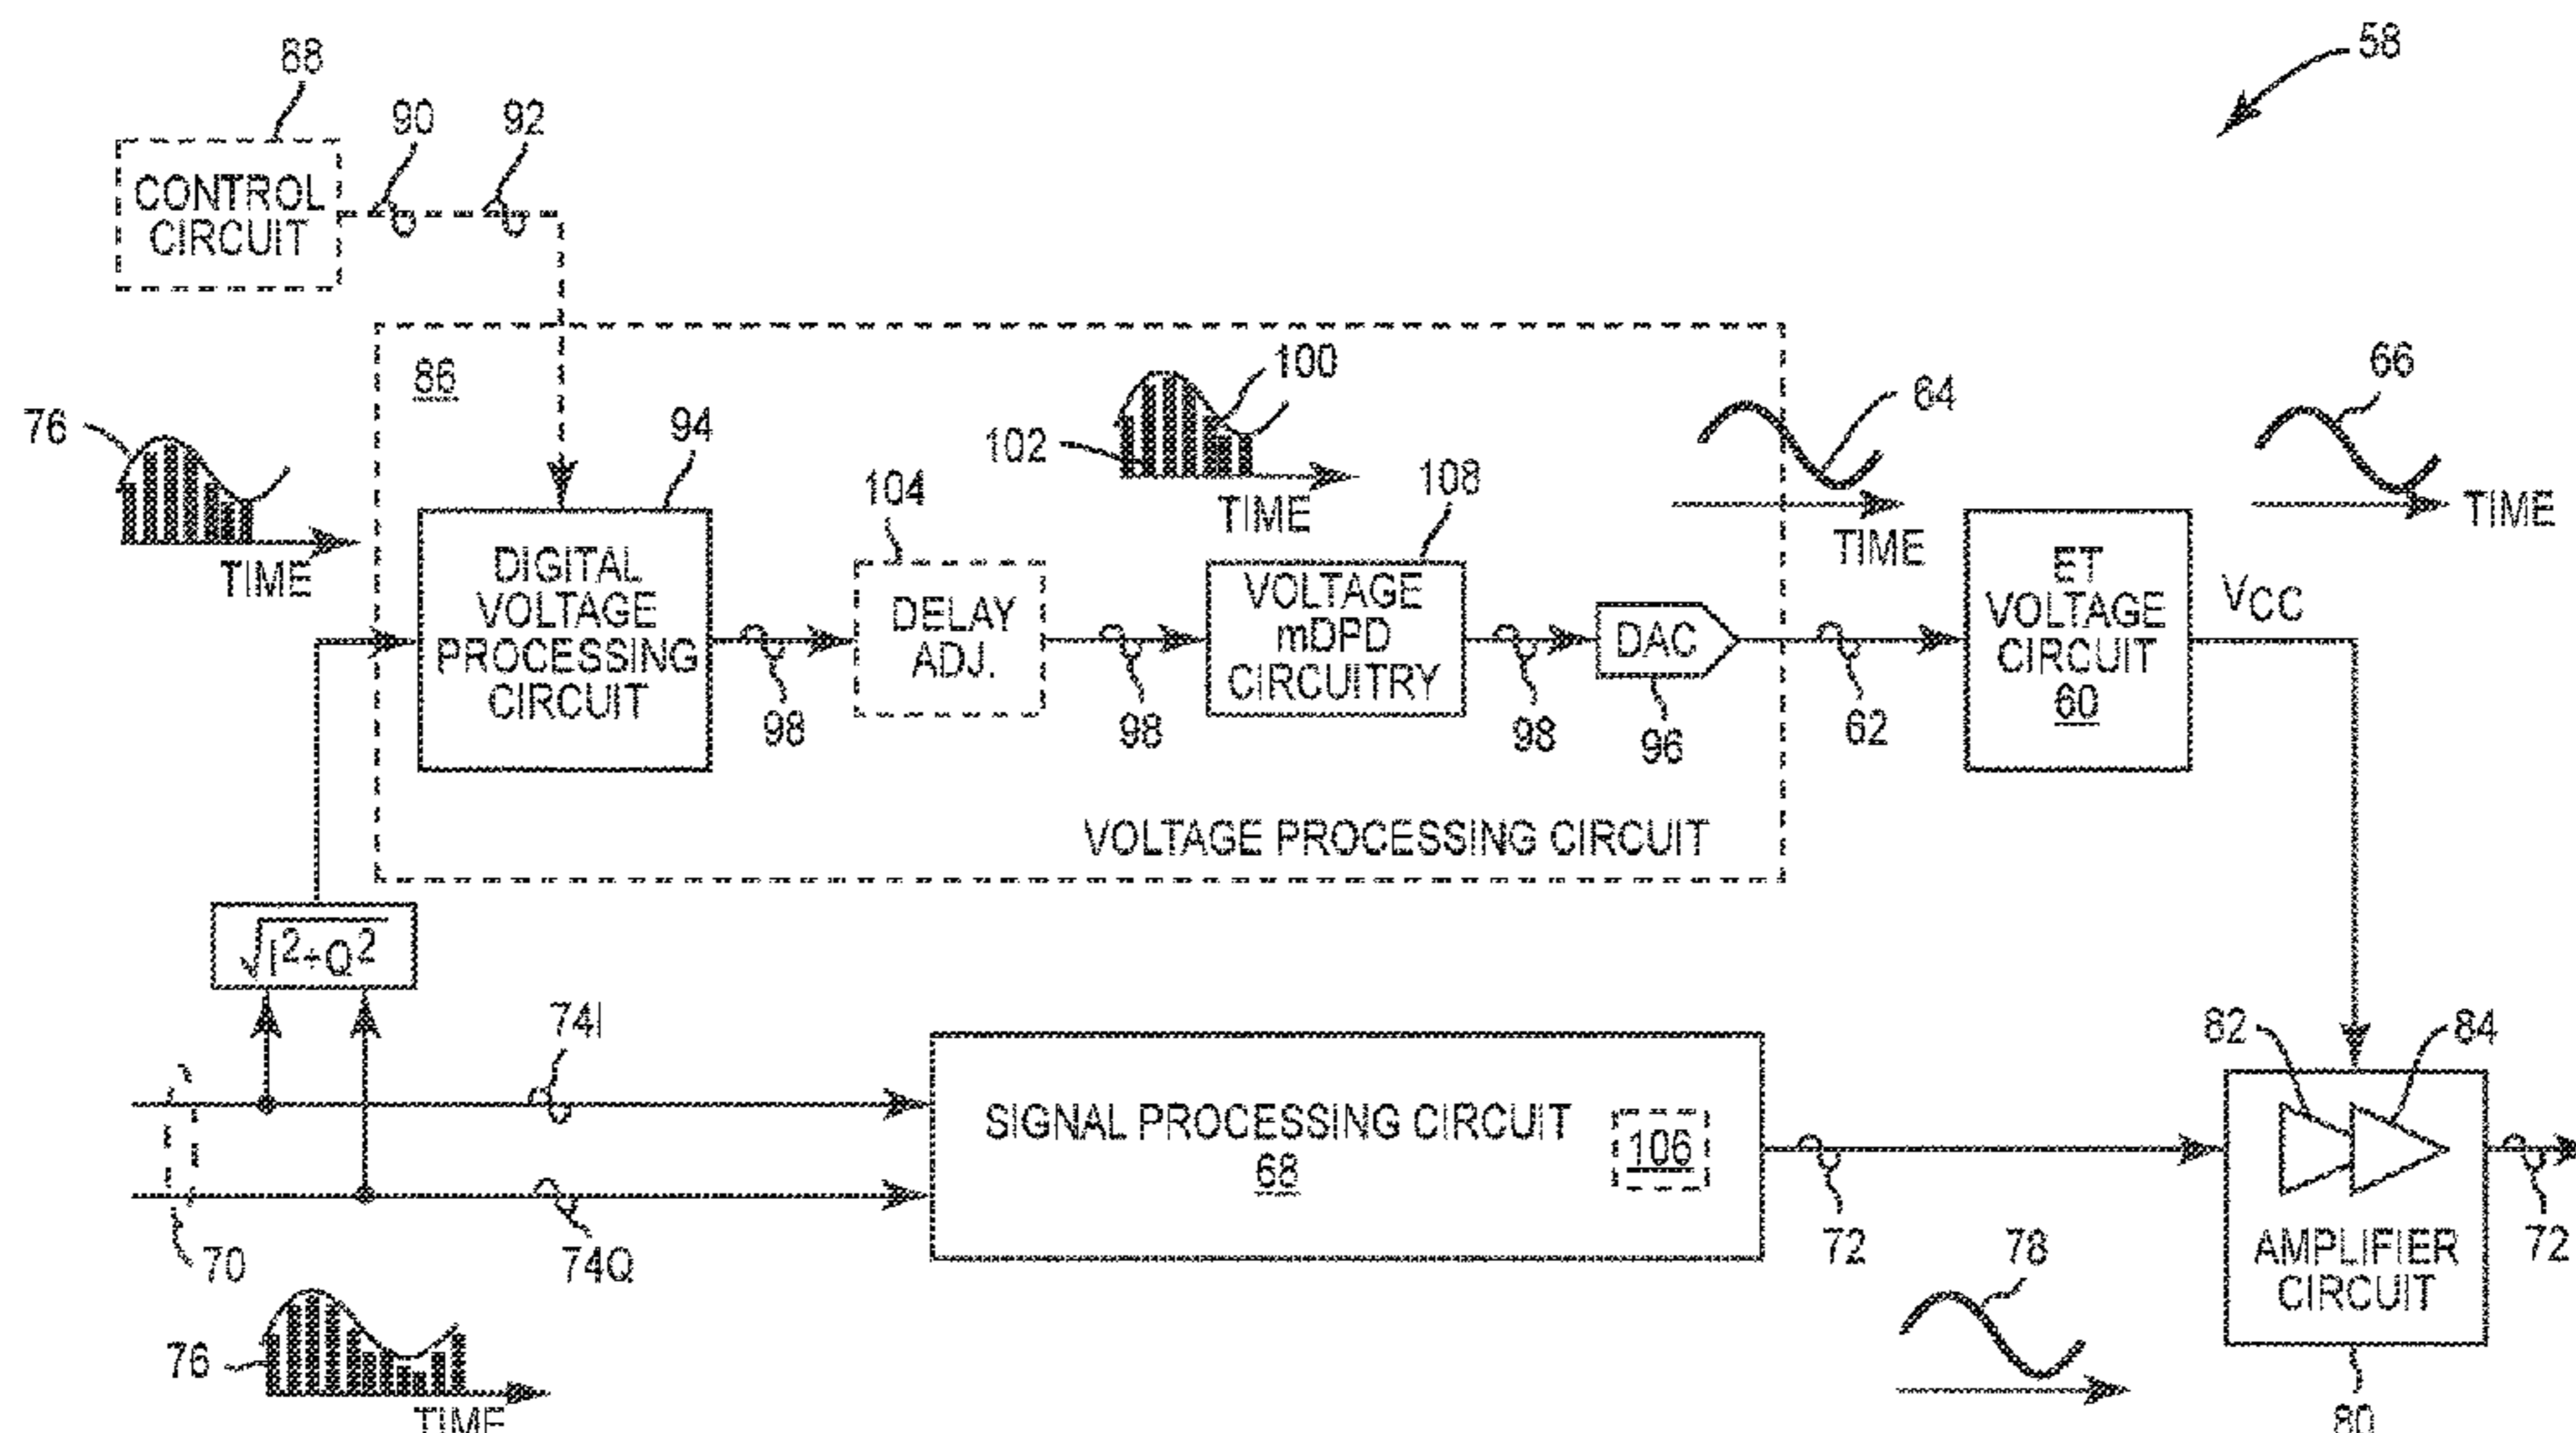 58
88
90
92
CONTROL
CIRCUIT
86
76
TIME
94
104
100
102
TIME
108
64
TIME
66
TIME
DIGITAL
VOLTAGE
PROCESSING
CIRCUIT
98
DELAY
ADJ.
98
VOLTAGE
mDPD
CIRCUITRY
98
DAC
96
62
ET
VOLTAGE
CIRCUIT
60
VCC
VOLTAGE PROCESSING CIRCUIT
√I²+Q²
74I
74Q
70
76
TIME
SIGNAL PROCESSING CIRCUIT
68
106
72
78
82
84
AMPLIFIER
CIRCUIT
72
80